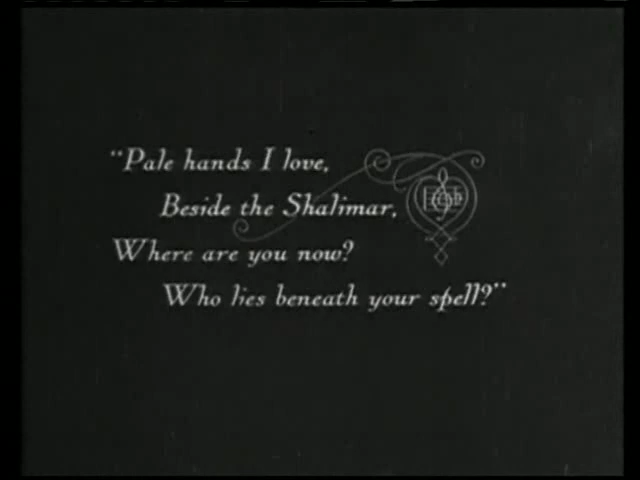 "Pale hands I love,
Beside the Shalimar,
Where are you now?
Who lies beneath your spell?"